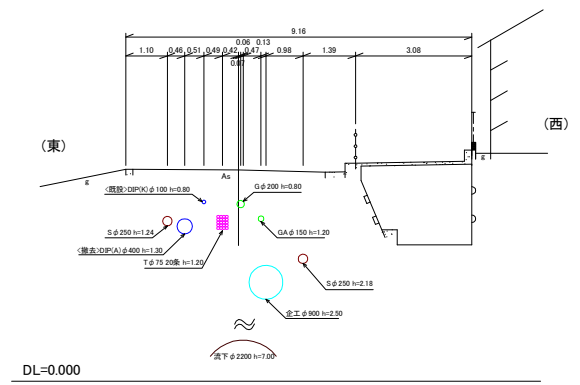 9.16
0.06 0.13
1.10 0.46 0.51 0.49 0.42 0.47 0.98 1.39 3.08
0.07
(東)
(西)
g
As
g
<既設>DIP(K)φ100 h=0.80
Gφ200 h=0.80
Sφ250 h=1.24
GAφ150 h=1.20
<撤去>DIP(A)φ400 h=1.30
Tφ75 20条 h=1.20
Sφ250 h=2.18
企工φ900 h=2.50
流下φ2200 h=7.00
DL=0.000